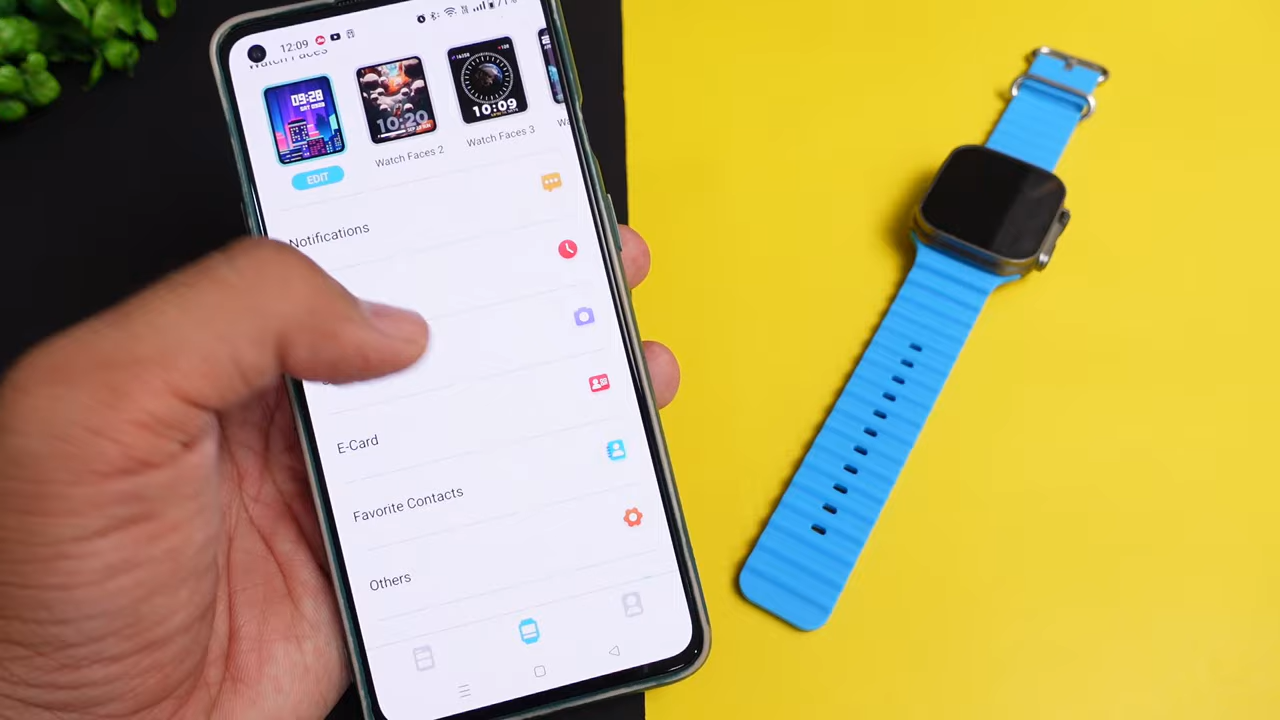 12:09
71%
Watch Faces
09:28
10:20
10:09
Watch Faces 2
Watch Faces 3
EDIT
Notifications
E-Card
Favorite Contacts
Others